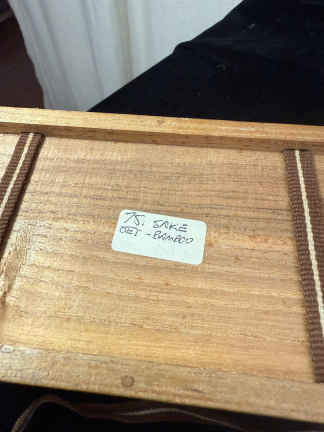 75. SAKE
SET - BAMBOO